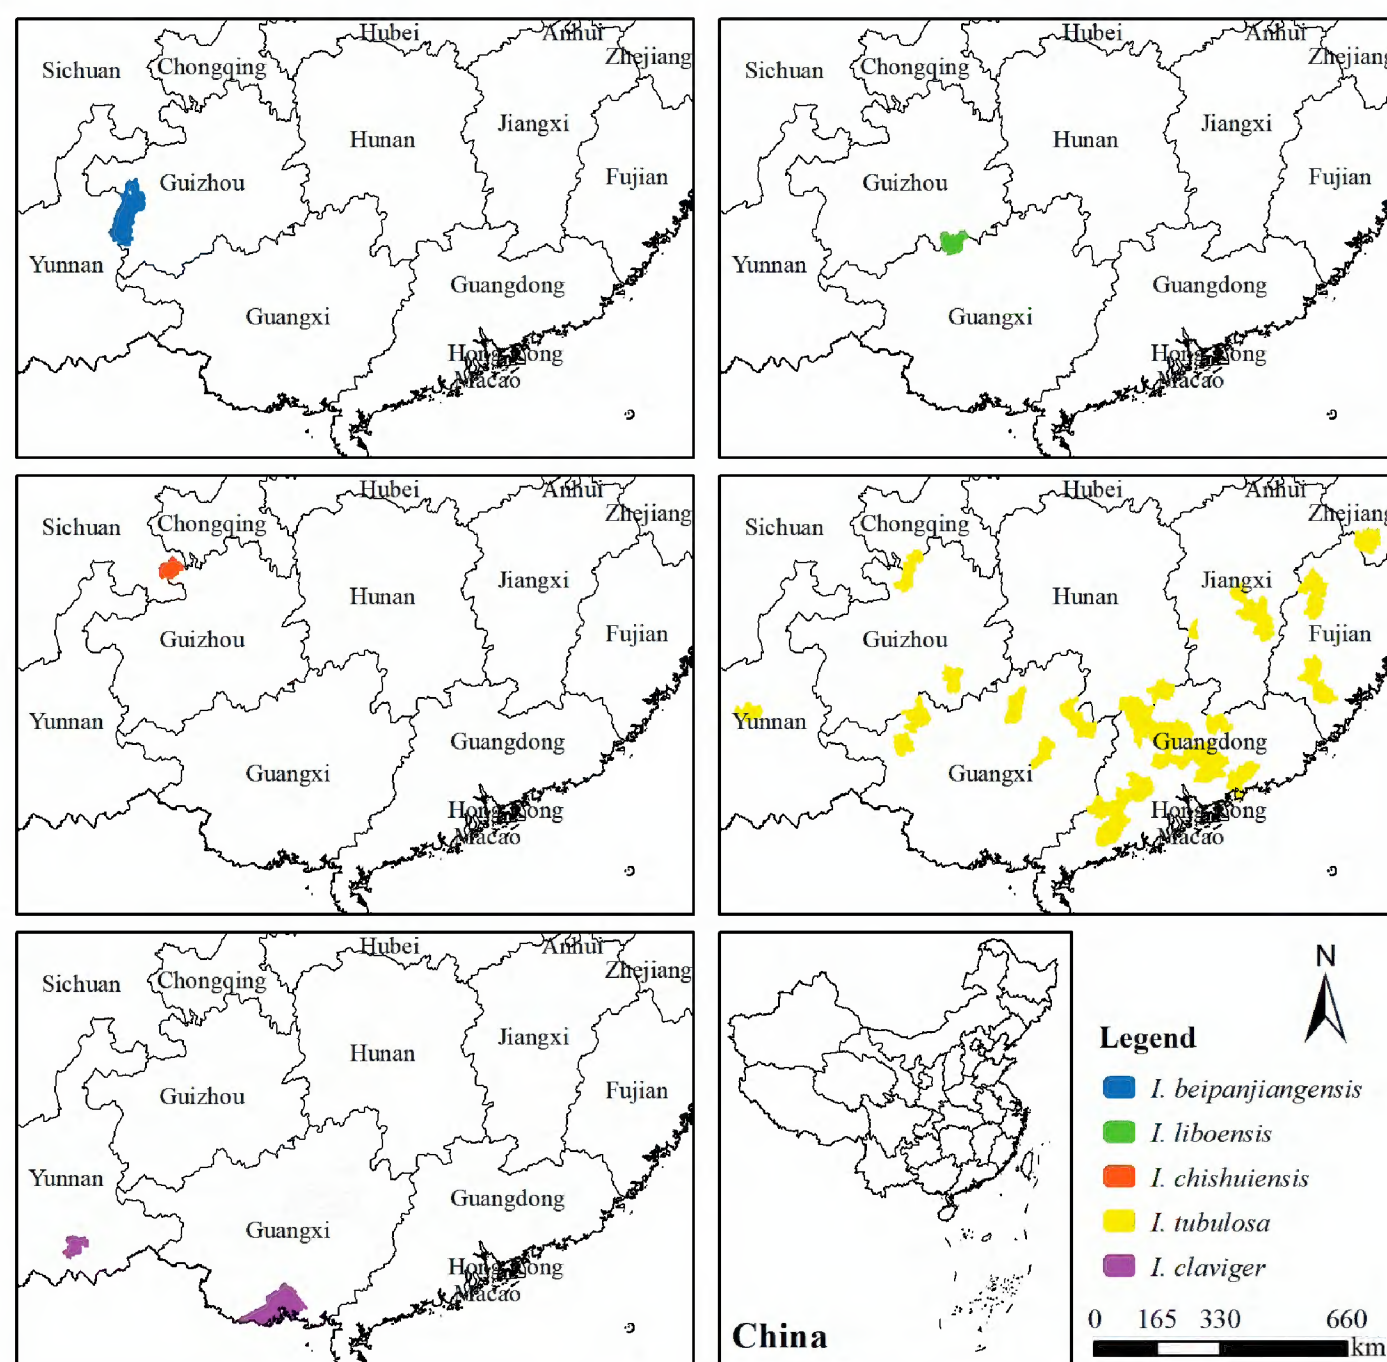 Hubei
Anhui
Zhejiang
Sichuan
Chongqing
Jiangxi
Hunan
Guizhou
Fujian
Yunnan
Guangdong
Guangxi
Hong Kong
Macao
Hubei
Anhui
Zhejiang
Sichuan
Chongqing
Jiangxi
Hunan
Guizhou
Fujian
Yunnan
Guangdong
Guangxi
Hong Kong
Macao
Hubei
Anhui
Zhejiang
Sichuan
Chongqing
Jiangxi
Hunan
Guizhou
Fujian
Yunnan
Guangdong
Guangxi
Hong Kong
Macao
Hubei
Anhui
Zhejiang
Sichuan
Chongqing
Jiangxi
Hunan
Guizhou
Fujian
Yunnan
Guangdong
Guangxi
Hong Kong
Macao
Hubei
Anhui
Zhejiang
Sichuan
Chongqing
Jiangxi
Hunan
Guizhou
Fujian
Yunnan
Guangdong
Guangxi
Hong Kong
Macao
China
N
Legend
I. beipanjiangensis
I. liboensis
I. chishuiensis
I. tubulosa
I. claviger
0 165 330 660
km